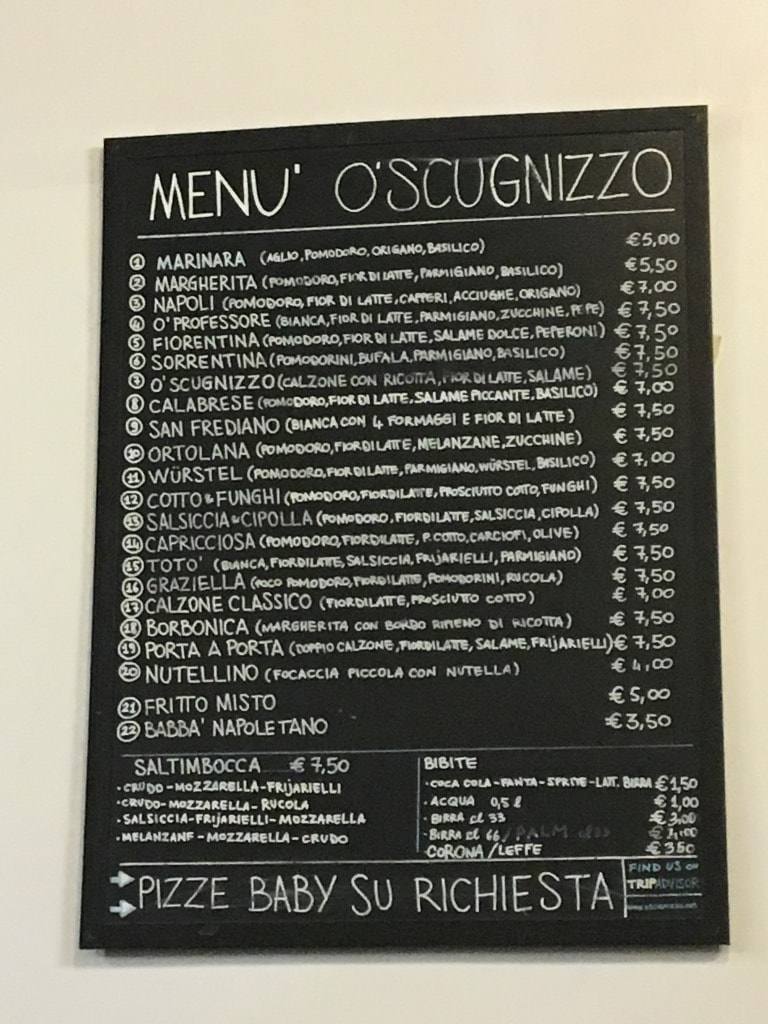 MENU' O'SCUGNIZZO
1 MARINARA (AGLIO, POMODORO, ORIGANO, BASILICO) €5,00
2 MARGHERITA (POMODORO, FIOR DI LATTE, PARMIGIANO, BASILICO) €5,50
3 NAPOLI (POMODORO, FIOR DI LATTE, CAPPERI, ACCIUGHE, ORIGANO) €7,00
4 O'PROFESSORE (BIANCA, FIOR DI LATTE, PARMIGIANO, ZUCCHINE, PEPE) €7,50
5 FIORENTINA (POMODORO, FIOR DI LATTE, SALAME DOLCE, PEPERONI) €7,50
6 SORRENTINA (POMODORINI, BUFALA, PARMIGIANO, BASILICO) €7,50
7 O'SCUGNIZZO (CALZONE CON RICOTTA, FIOR DI LATTE, SALAME) €7,50
8 CALABRESE (POMODORO, FIOR DI LATTE, SALAME PICCANTE, BASILICO) €7,00
9 SAN FREDIANO (BIANCA CON 4 FORMAGGI E FIOR DI LATTE) €7,50
10 ORTOLANA (POMODORO, FIORDILATTE, MELANZANE, ZUCCHINE) €7,50
11 WÜRSTEL (POMODORO, FIORDILATTE, PARMIGIANO, WÜRSTEL, BISILICO) €7,00
12 COTTO & FUNGHI (POMODORO, FIORDILATTE, PROSCIUTTO COTTO, FUNGHI) €7,50
13 SALSICCIA & CIPOLLA (POMODORO, FIORDILATTE, SALSICCIA, CIPOLLA) €7,50
14 CAPRICCIOSA (POMODORO, FIORDILATTE, P. COTTO, CARCIOFI, OLIVE) €7,50
15 TOTO' (BIANCA, FIORDILATTE, SALSICCIA, FRIJARIELLI, PARMIGIANO) €7,50
16 GRAZIELLA (POCO POMODORO, FIORDILATTE, POMODORINI, RUCOLA) €7,50
17 CALZONE CLASSICO (FIORDILATTE, PROSCIUTTO COTTO) €7,00
18 BORBONICA (MARGHERITA CON BORDO RIPIENO DI RICOTTA) €7,50
19 PORTA A PORTA (DOPPIO CALZONE, FIORDILATTE, SALAME, FRIJARIELLI) €7,50
20 NUTELLINO (FOCACCIA PICCOLA CON NUTELLA) €4,00
21 FRITTO MISTO €5,00
22 BABBA' NAPOLETANO €3,50
SALTIMBOCCA €7,50
• CRUDO-MOZZARELLA-FRIJARIELLI
• CRUDO-MOZZARELLA-RUCOLA
• SALSICCIA-FRIJARIELLI-MOZZARELLA
• MELANZANE-MOZZARELLA-CRUDO
BIBITE
• COCA COLA-FANTA-SPRITE-LATT. BIRRA €1,50
• ACQUA 0,5 l €1,00
• BIRRA cl 33 €3,00
• BIRRA cl 66 /
CORONA/LEFFE €3,50
PIZZE BABY SU RICHIESTA
FIND US on
TRIPADVISOR